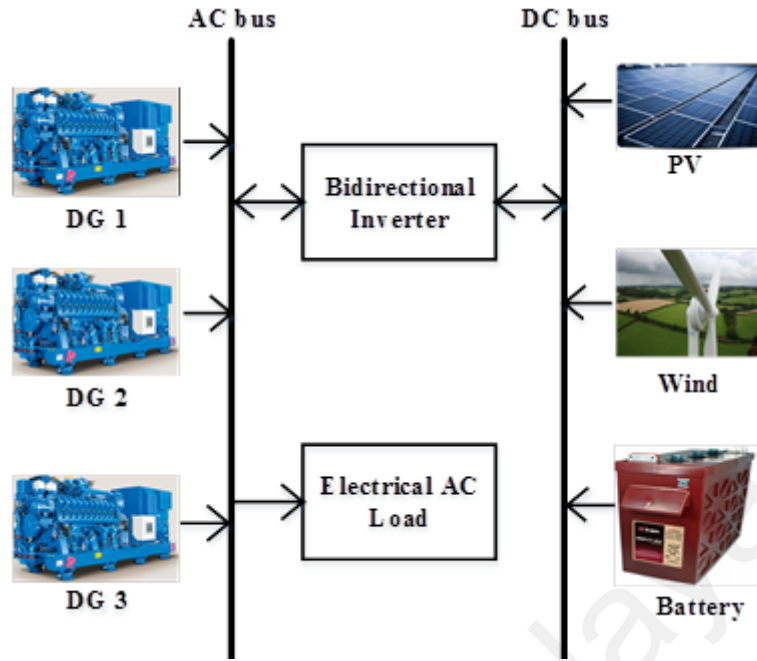 AC bus
DC bus
DG 1
Bidirectional
Inverter
PV
DG 2
Wind
Electrical AC
Load
DG 3
Battery